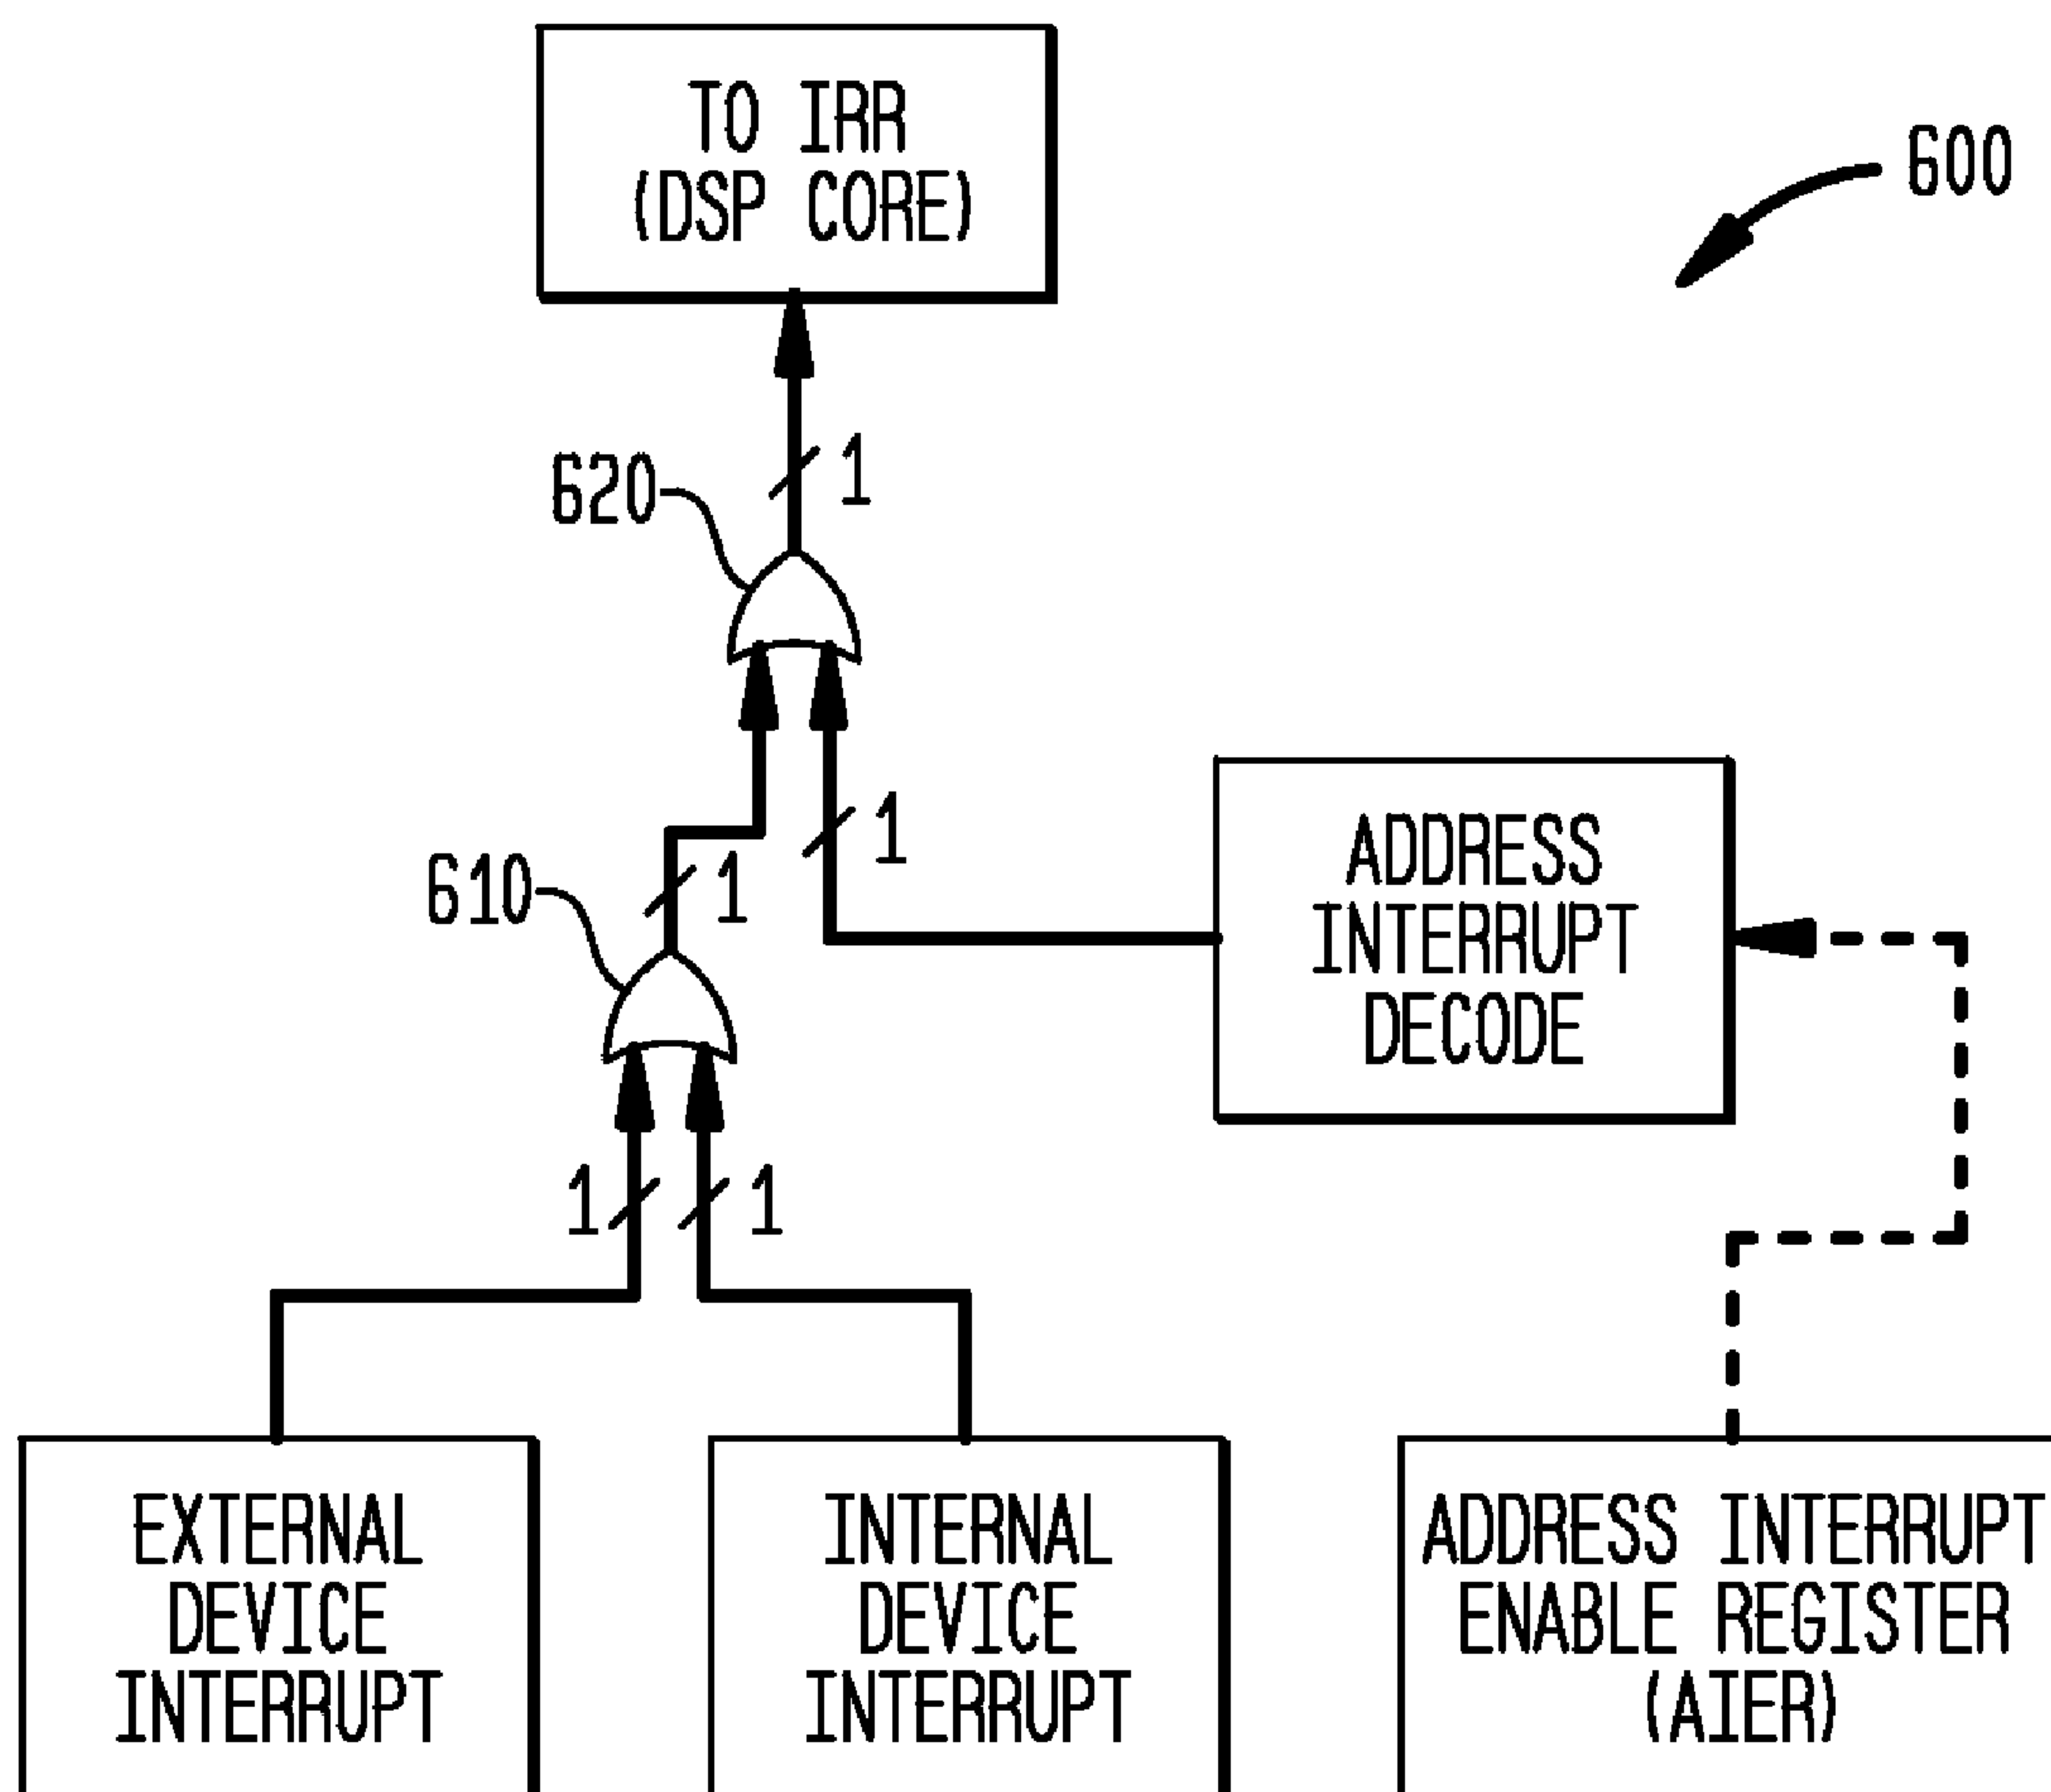 TO IRR
(DSP CORE)
600
1
620
1
1
610
ADDRESS
INTERRUPT
DECODE
1
1
EXTERNAL
DEVICE
INTERRUPT
INTERNAL
DEVICE
INTERRUPT
ADDRESS INTERRUPT
ENABLE REGISTER
(AIER)